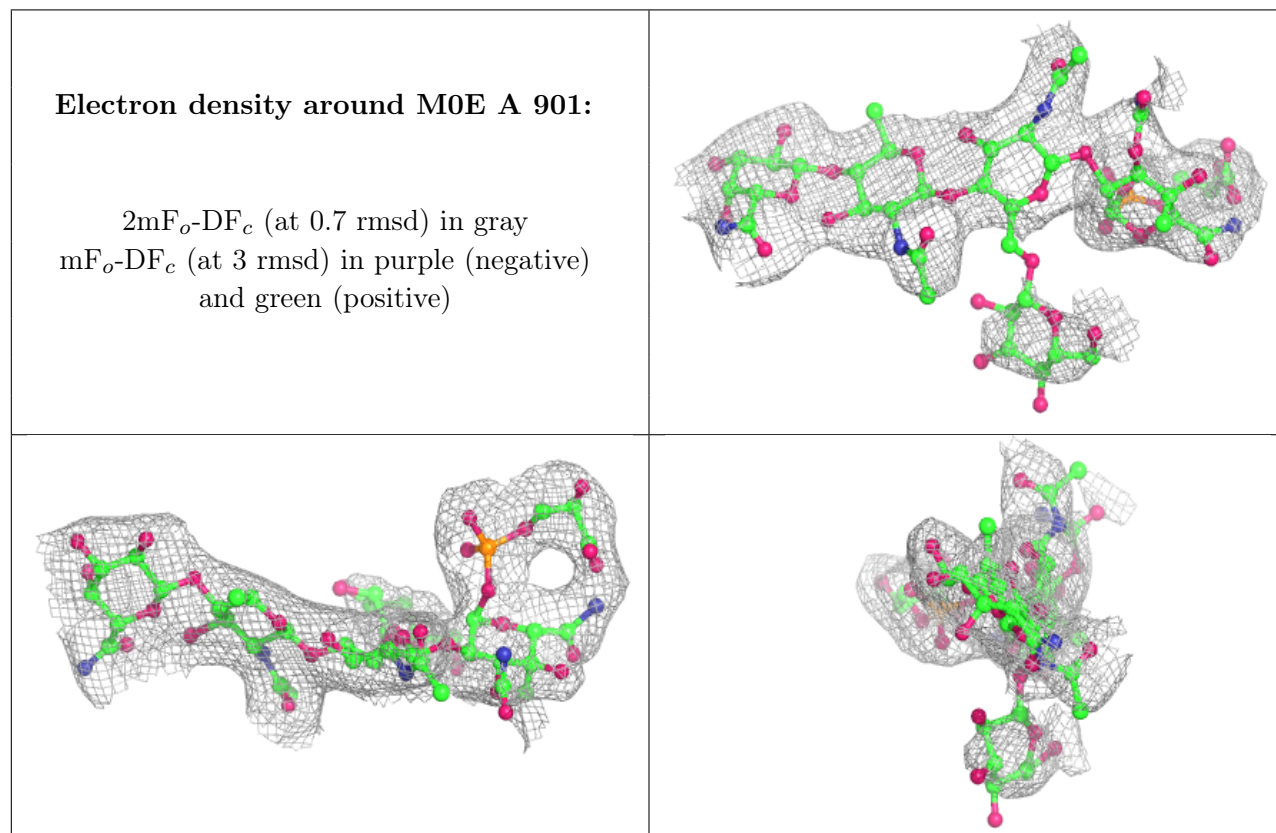 Electron density around M0E A 901:
2mFₒ-DF𝒸 (at 0.7 rmsd) in gray
mFₒ-DF𝒸 (at 3 rmsd) in purple (negative)
and green (positive)